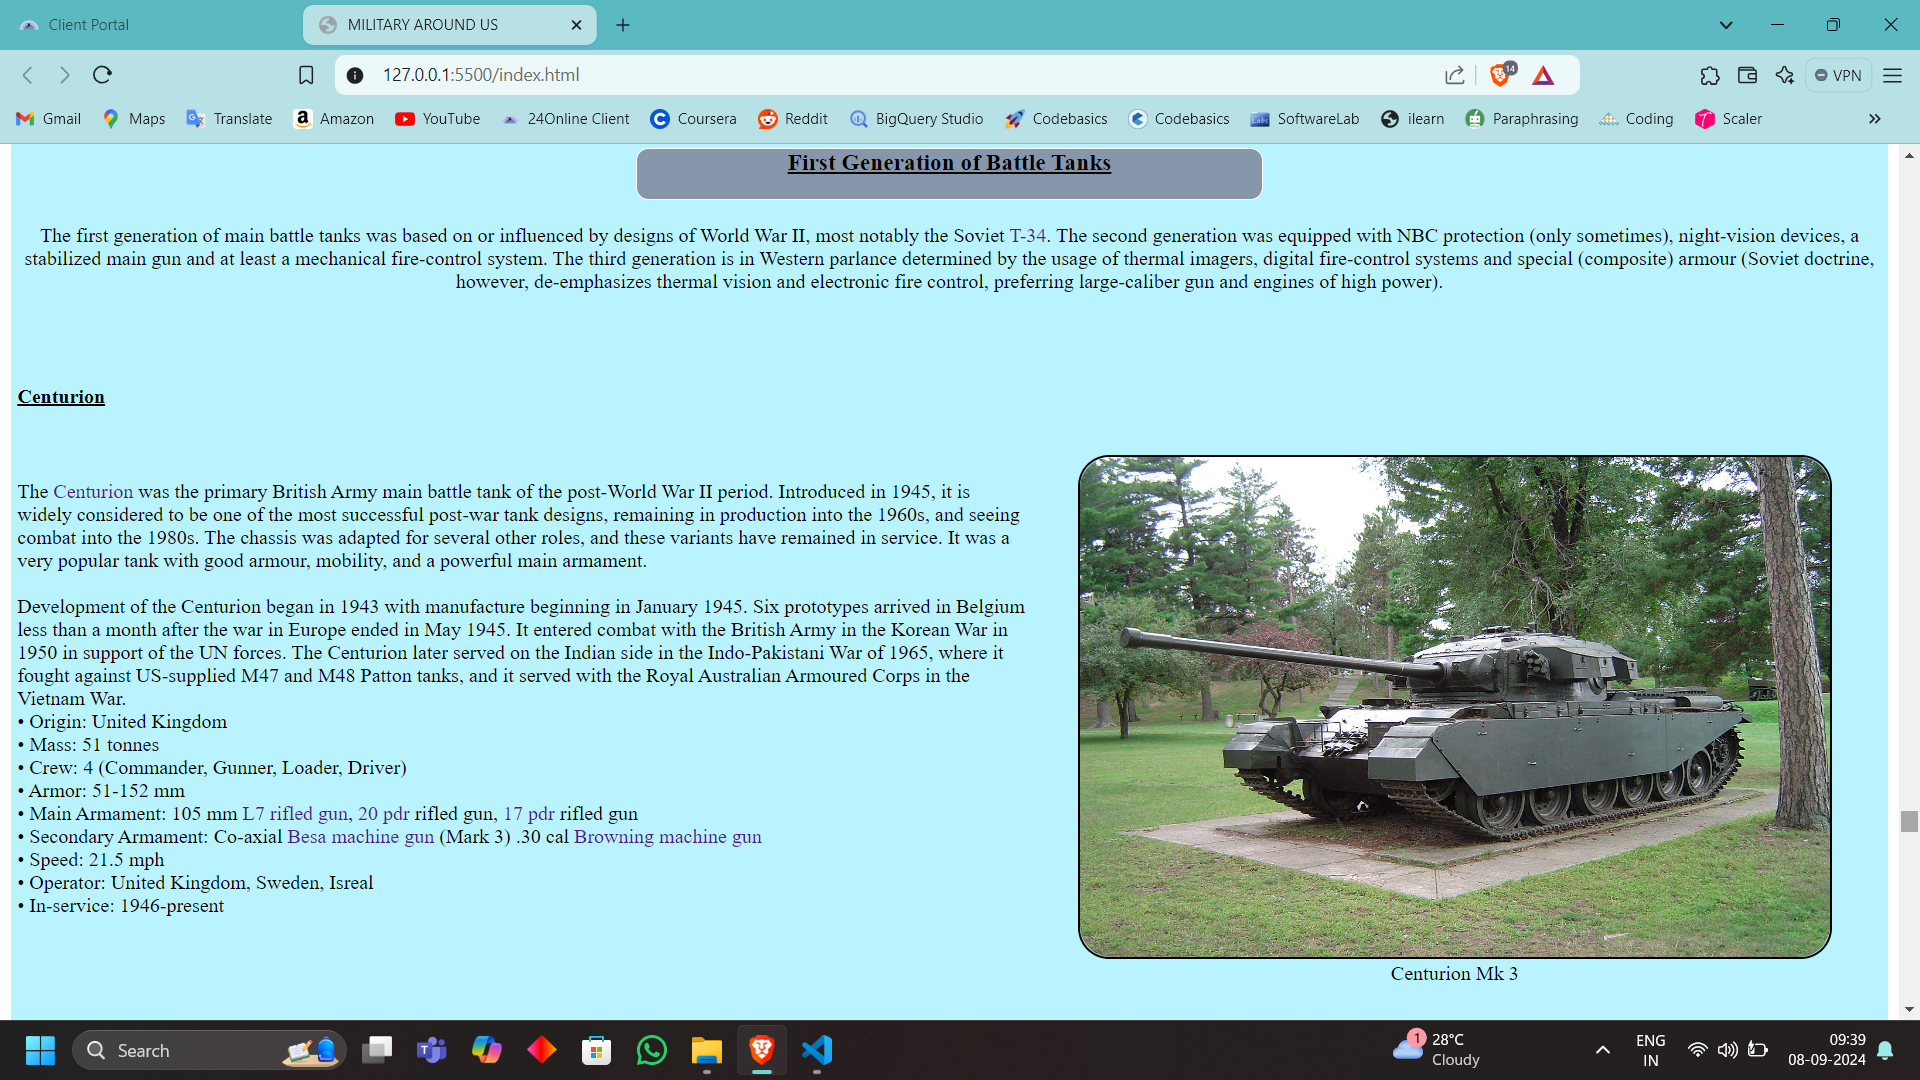 Client Portal
MILITARY AROUND US
127.0.0.1:5500/index.html
14
VPN
Gmail Maps Translate Amazon YouTube 24Online Client Coursera Reddit BigQuery Studio Codebasics Codebasics SoftwareLab ilearn Paraphrasing Coding Scaler
First Generation of Battle Tanks
The first generation of main battle tanks was based on or influenced by designs of World War II, most notably the Soviet T-34. The second generation was equipped with NBC protection (only sometimes), night-vision devices, a
stabilized main gun and at least a mechanical fire-control system. The third generation is in Western parlance determined by the usage of thermal imagers, digital fire-control systems and special (composite) armour (Soviet doctrine,
however, de-emphasizes thermal vision and electronic fire control, preferring large-caliber gun and engines of high power).
Centurion
The Centurion was the primary British Army main battle tank of the post-World War II period. Introduced in 1945, it is
widely considered to be one of the most successful post-war tank designs, remaining in production into the 1960s, and seeing
combat into the 1980s. The chassis was adapted for several other roles, and these variants have remained in service. It was a
very popular tank with good armour, mobility, and a powerful main armament.
Development of the Centurion began in 1943 with manufacture beginning in January 1945. Six prototypes arrived in Belgium
less than a month after the war in Europe ended in May 1945. It entered combat with the British Army in the Korean War in
1950 in support of the UN forces. The Centurion later served on the Indian side in the Indo-Pakistani War of 1965, where it
fought against US-supplied M47 and M48 Patton tanks, and it served with the Royal Australian Armoured Corps in the
Vietnam War.
• Origin: United Kingdom
• Mass: 51 tonnes
• Crew: 4 (Commander, Gunner, Loader, Driver)
• Armor: 51-152 mm
• Main Armament: 105 mm L7 rifled gun, 20 pdr rifled gun, 17 pdr rifled gun
• Secondary Armament: Co-axial Besa machine gun (Mark 3) .30 cal Browning machine gun
• Speed: 21.5 mph
• Operator: United Kingdom, Sweden, Isreal
• In-service: 1946-present
Centurion Mk 3
Search
1
28°C
Cloudy
ENG
IN
09:39
08-09-2024